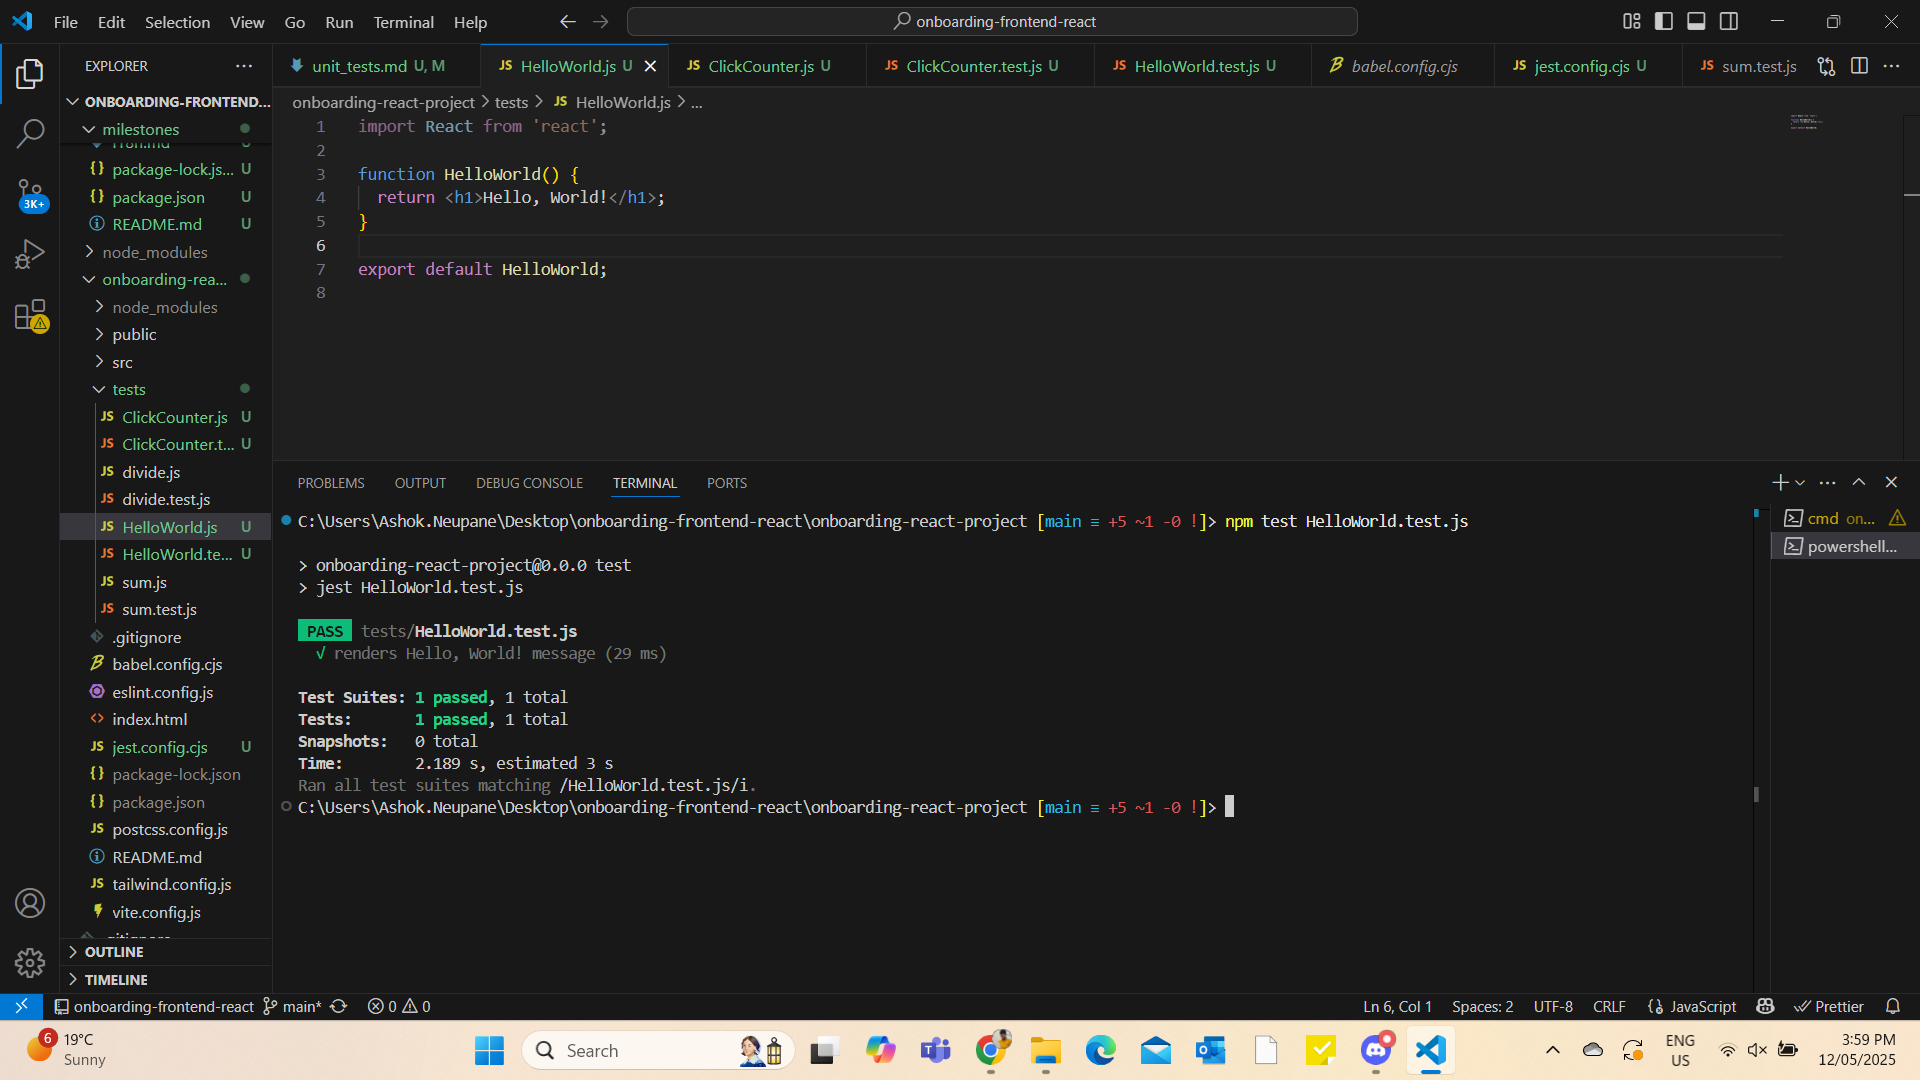 File Edit Selection View Go Run Terminal Help
onboarding-frontend-react
EXPLORER
ONBOARDING-FRONTEND...
milestones
package-lock.js... U
package.json U
README.md U
node_modules
onboarding-rea...
node_modules
public
src
tests
ClickCounter.js U
ClickCounter.t... U
divide.js
divide.test.js
HelloWorld.js U
HelloWorld.te... U
sum.js
sum.test.js
.gitignore
babel.config.cjs
eslint.config.js
index.html
jest.config.cjs U
package-lock.json
package.json
postcss.config.js
README.md
tailwind.config.js
vite.config.js
OUTLINE
TIMELINE
3K+
unit_tests.md U, M
JS HelloWorld.js U
JS ClickCounter.js U
JS ClickCounter.test.js U
JS HelloWorld.test.js U
babel.config.cjs
JS jest.config.cjs U
JS sum.test.js
onboarding-react-project > tests > JS HelloWorld.js > ...
1 import React from 'react';
2
3 function HelloWorld() {
4 return <h1>Hello, World!</h1>;
5 }
6
7 export default HelloWorld;
8
PROBLEMS OUTPUT DEBUG CONSOLE TERMINAL PORTS
C:\Users\Ashok.Neupane\Desktop\onboarding-frontend-react\onboarding-react-project [main ≡ +5 ~1 -0 !]> npm test HelloWorld.test.js
> onboarding-react-project@0.0.0 test
> jest HelloWorld.test.js
PASS tests/HelloWorld.test.js
√ renders Hello, World! message (29 ms)
Test Suites: 1 passed, 1 total
Tests: 1 passed, 1 total
Snapshots: 0 total
Time: 2.189 s, estimated 3 s
Ran all test suites matching /HelloWorld.test.js/i.
C:\Users\Ashok.Neupane\Desktop\onboarding-frontend-react\onboarding-react-project [main ≡ +5 ~1 -0 !]>
cmd on...
powershell...
onboarding-frontend-react main* 0 0
Ln 6, Col 1 Spaces: 2 UTF-8 CRLF JavaScript Prettier
6
19°C
Sunny
Search
ENG
US
3:59 PM
12/05/2025